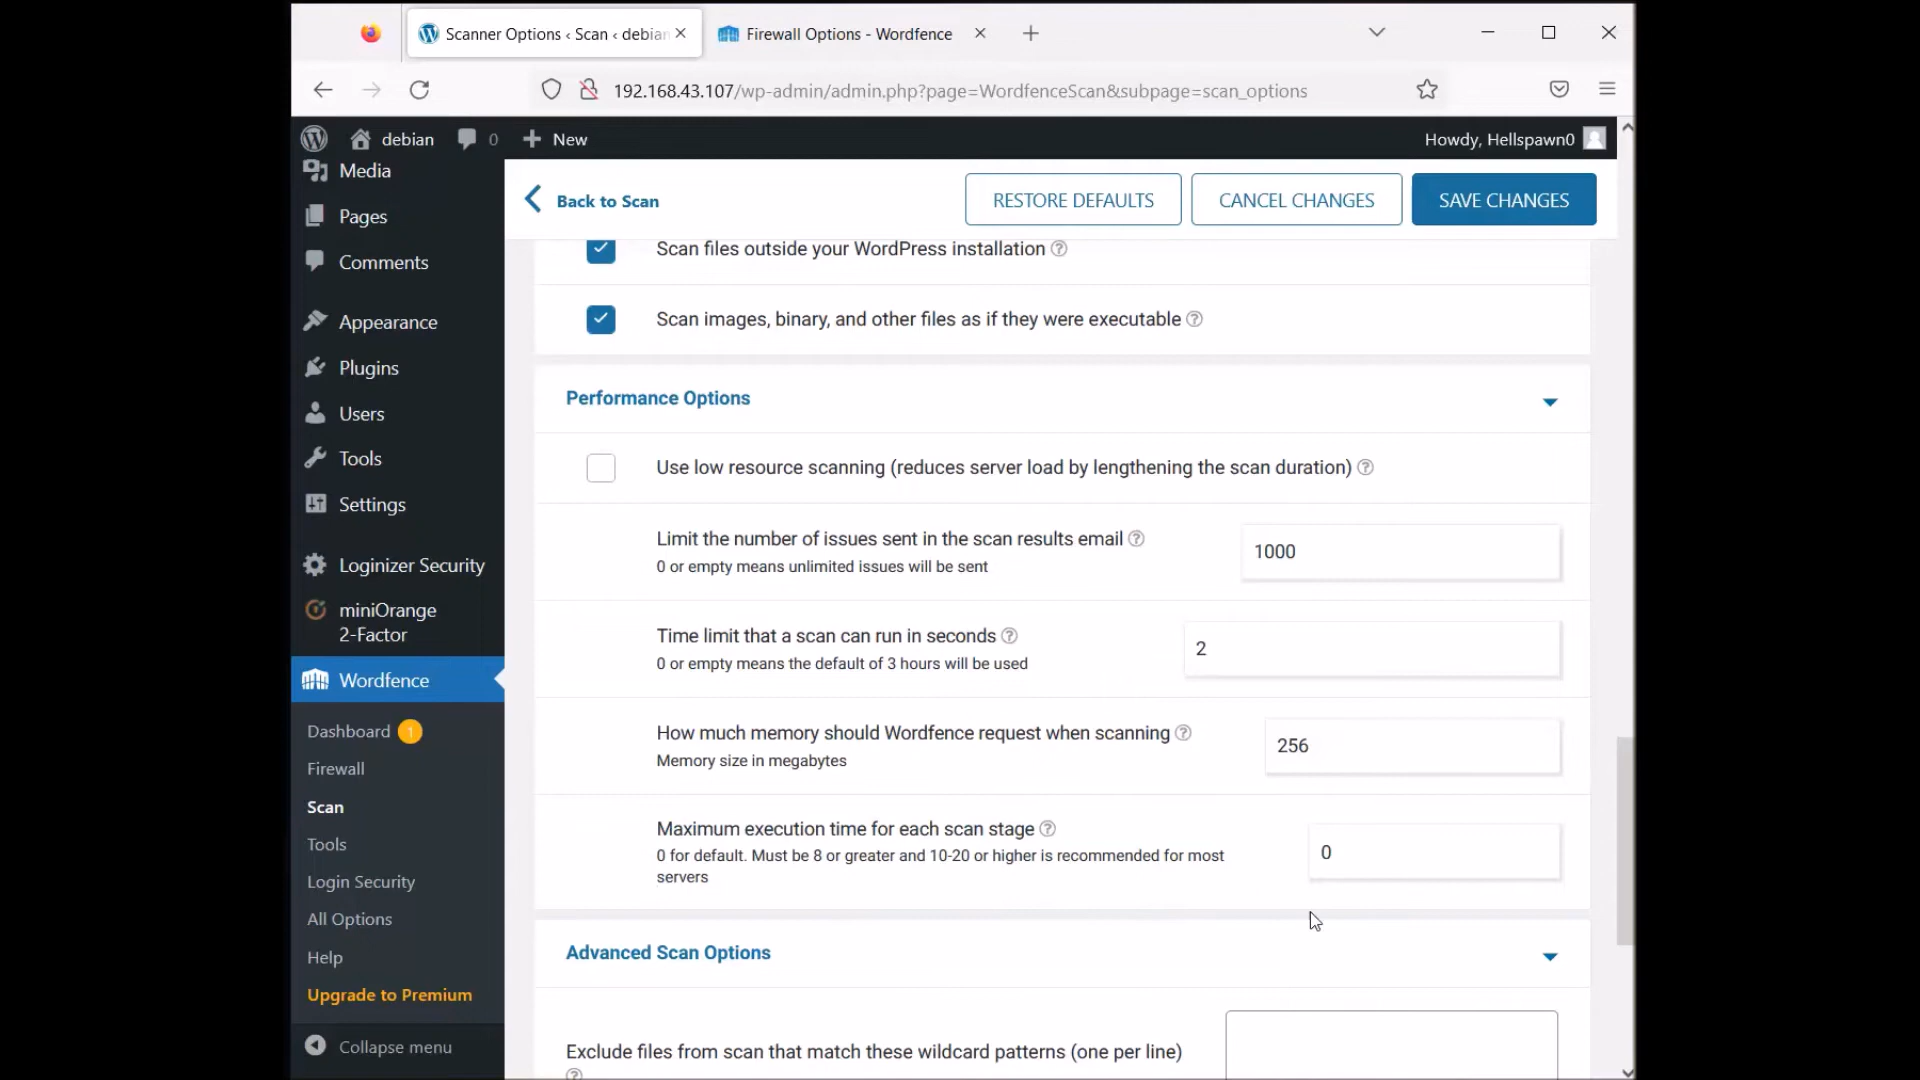 Scanner Options ‹ Scan ‹ debian
Firewall Options - Wordfence
192.168.43.107/wp-admin/admin.php?page=WordfenceScan&subpage=scan_options
debian
0
New
Howdy, Hellspawn0
Media
Pages
Comments
Appearance
Plugins
Users
Tools
Settings
Loginizer Security
miniOrange
2-Factor
Wordfence
Dashboard 1
Firewall
Scan
Tools
Login Security
All Options
Help
Upgrade to Premium
Collapse menu
Back to Scan
RESTORE DEFAULTS
CANCEL CHANGES
SAVE CHANGES
Scan files outside your WordPress installation
Scan images, binary, and other files as if they were executable
Performance Options
Use low resource scanning (reduces server load by lengthening the scan duration)
Limit the number of issues sent in the scan results email
0 or empty means unlimited issues will be sent
1000
Time limit that a scan can run in seconds
0 or empty means the default of 3 hours will be used
2
How much memory should Wordfence request when scanning
Memory size in megabytes
256
Maximum execution time for each scan stage
0 for default. Must be 8 or greater and 10-20 or higher is recommended for most
servers
0
Advanced Scan Options
Exclude files from scan that match these wildcard patterns (one per line)